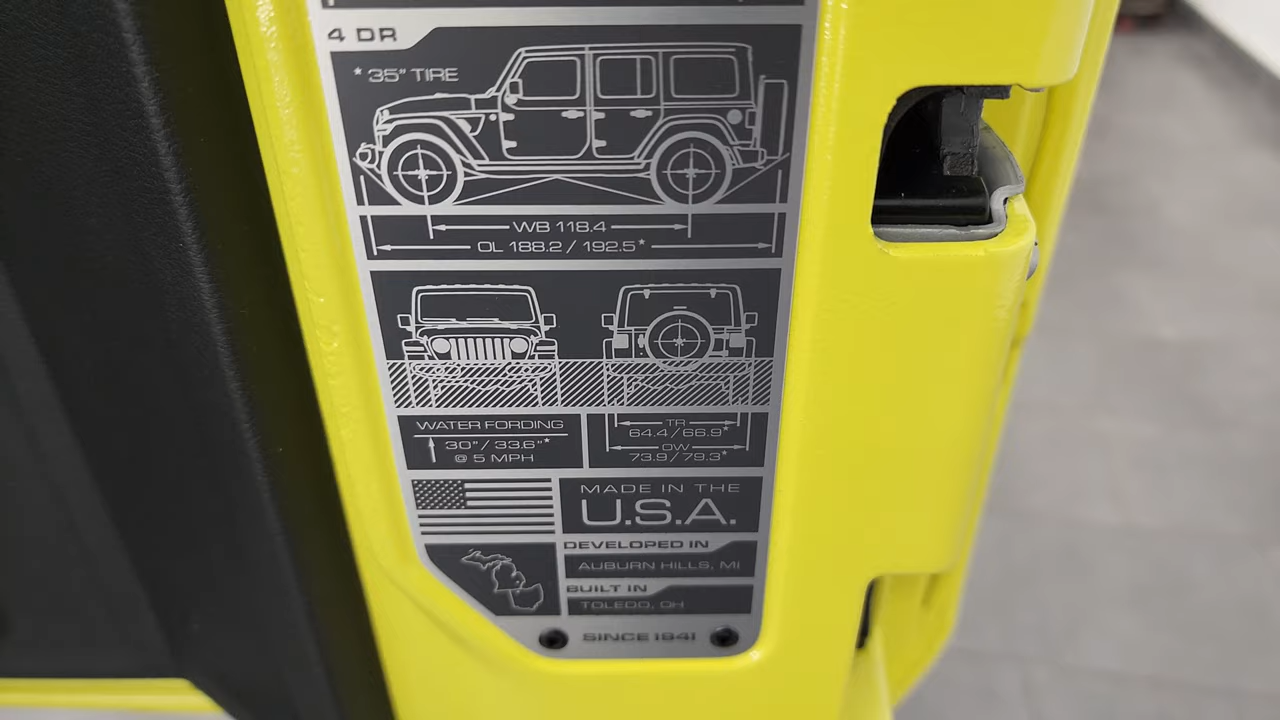 4 DR
* 35" TIRE
WB 118.4
OL 188.2 / 192.5*
WATER FORDING
30" / 33.6"*
@ 5 MPH
TR
64.4/66.9*
OW
73.9/79.3*
MADE IN THE
U.S.A.
DEVELOPED IN
AUBURN HILLS, MI
BUILT IN
TOLEDO, OH
SINCE 1941